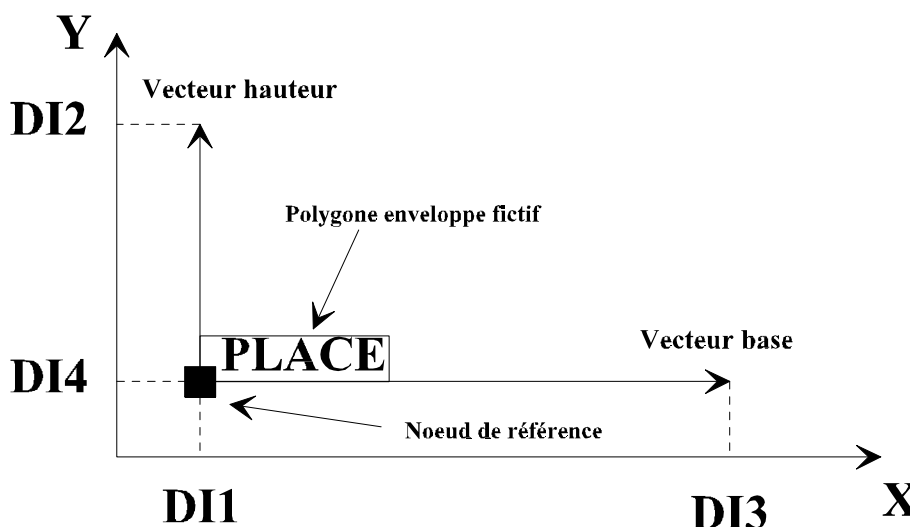 Y
Vecteur hauteur
DI2
Polygone enveloppe fictif
PLACE
Vecteur base
DI4
Noeud de référence
DI1
DI3
X